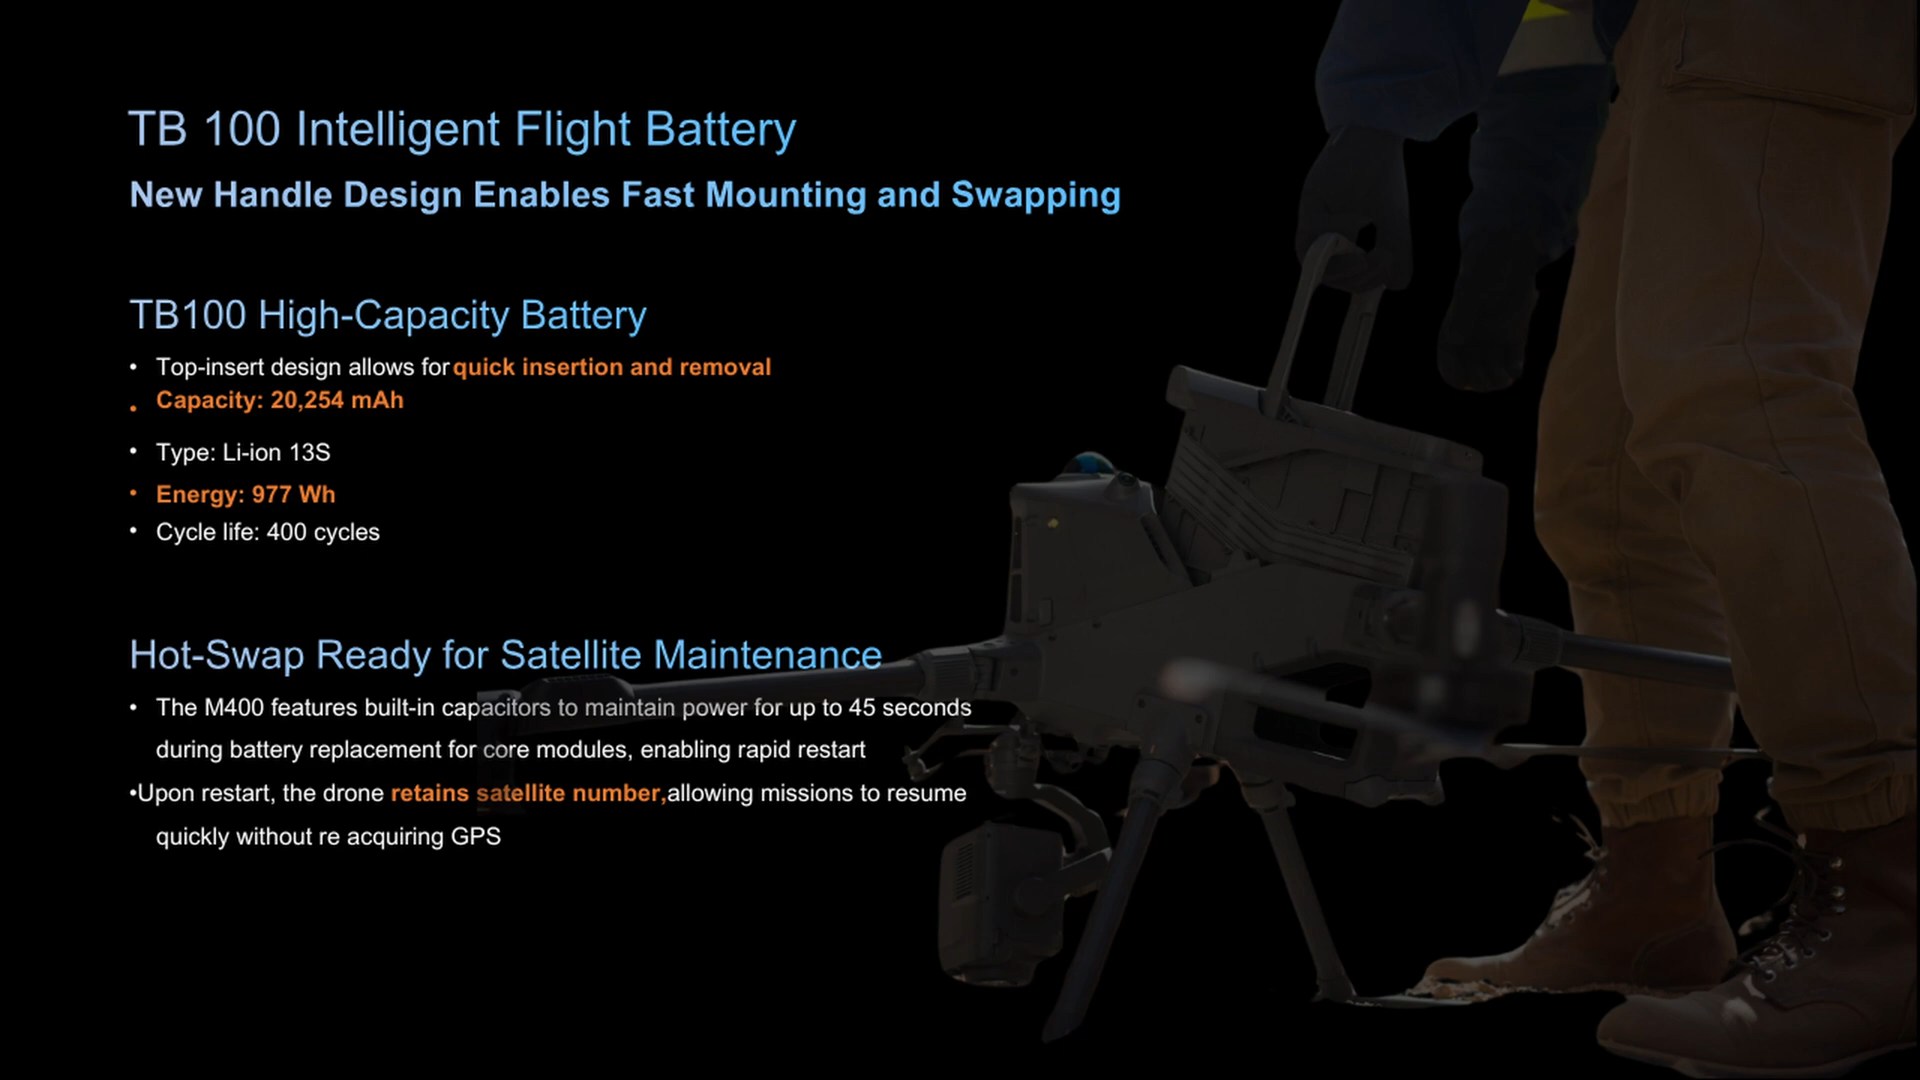 TB 100 Intelligent Flight Battery
New Handle Design Enables Fast Mounting and Swapping
TB100 High-Capacity Battery
• Top-insert design allows for quick insertion and removal
• Capacity: 20,254 mAh
• Type: Li-ion 13S
• Energy: 977 Wh
• Cycle life: 400 cycles
Hot-Swap Ready for Satellite Maintenance
• The M400 features built-in capacitors to maintain power for up to 45 seconds
during battery replacement for core modules, enabling rapid restart
•Upon restart, the drone retains satellite number,allowing missions to resume
quickly without re acquiring GPS